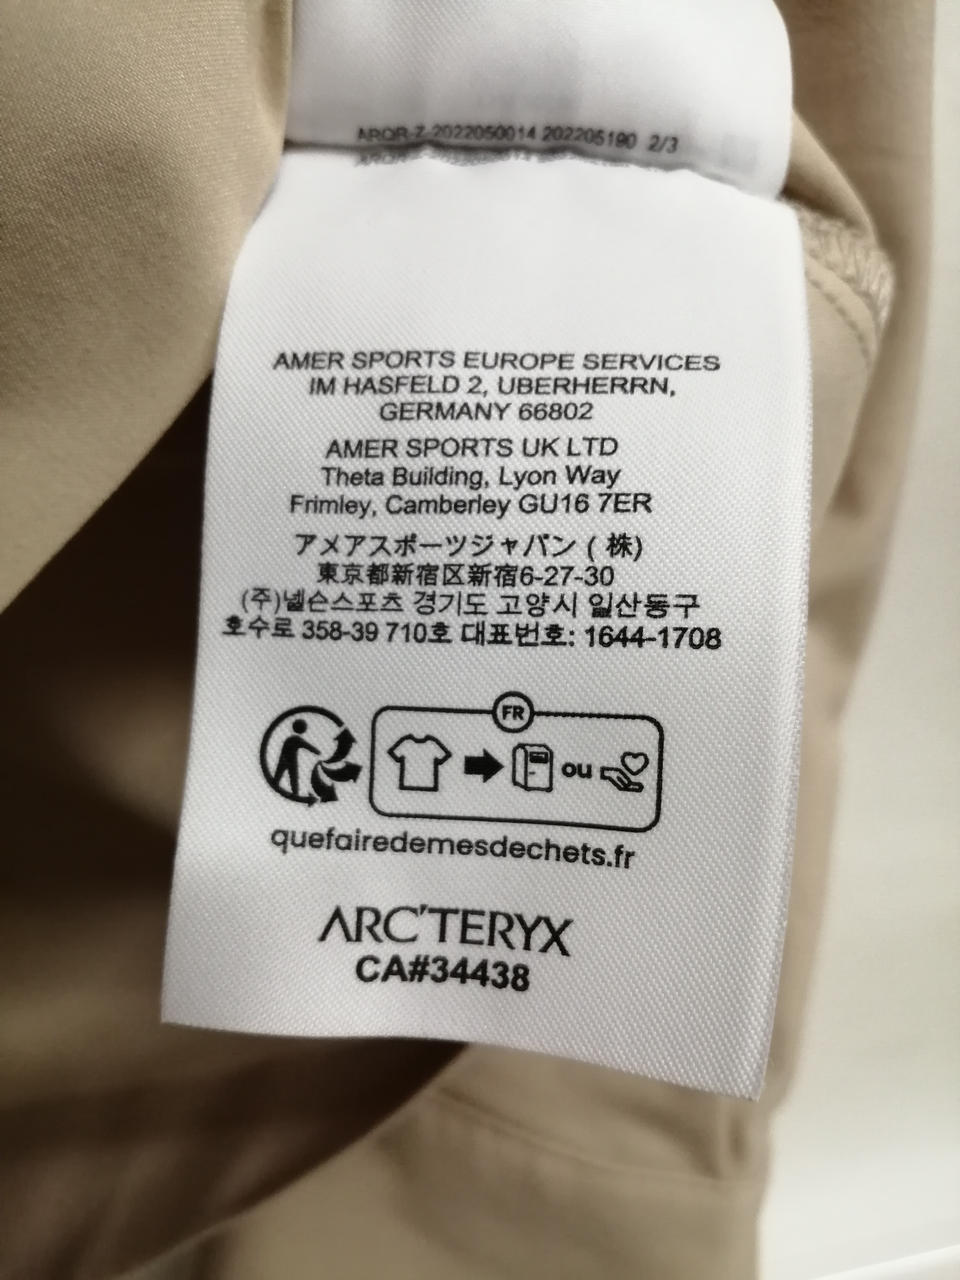 ARQR-Z-2022050014 202205190 2/3
AMER SPORTS EUROPE SERVICES
IM HASFELD 2, UBERHERRN,
GERMANY 66802
AMER SPORTS UK LTD
Theta Building, Lyon Way
Frimley, Camberley GU16 7ER
アメアスポーツジャパン ( 株)
東京都新宿区新宿6-27-30
(주)넬슨스포츠 경기도 고양시 일산동구
호수로 358-39 710호 대표번호: 1644-1708
FR
ou
quefairedemesdechets.fr
ARC'TERYX
CA#34438